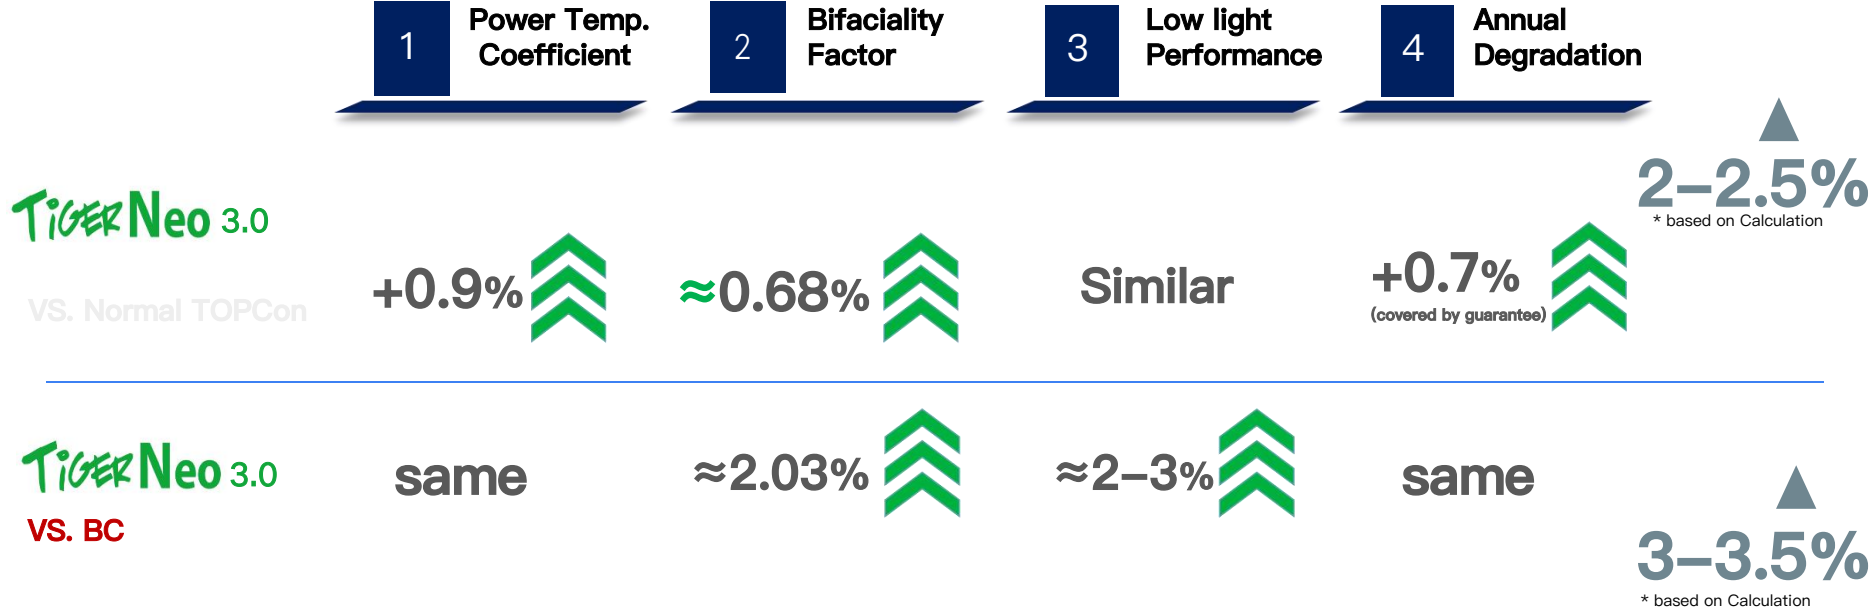 1
Power Temp.
Coefficient
2
Bifaciality
Factor
3
Low light
Performance
4
Annual
Degradation
TiGER Neo 3.0
VS. Normal TOPCon
+0.9%
≈0.68%
Similar
+0.7%
(covered by guarantee)
▲
2–2.5%
* based on Calculation
TiGER Neo 3.0
VS. BC
same
≈2.03%
≈2–3%
same
▲
3–3.5%
* based on Calculation